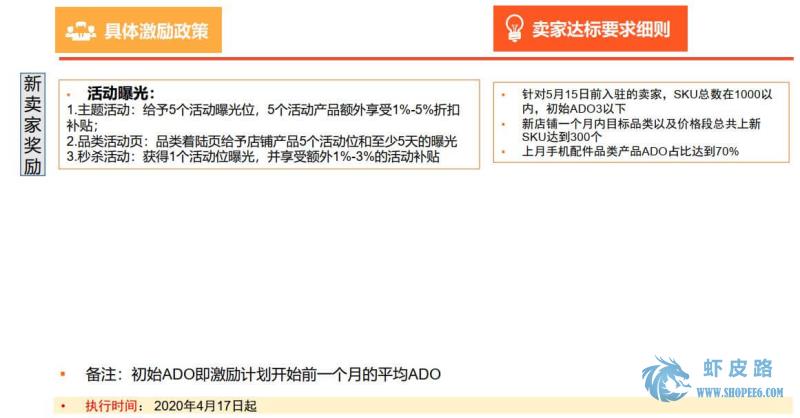 具体激励政策
卖家达标要求细则
新卖家奖励
活动曝光：
1.主题活动：给予5个活动曝光位，5个活动产品额外享受1%-5%折扣
补贴；
2.品类活动页：品类着陆页给予店铺产品5个活动位和至少5天的曝光
3.秒杀活动：获得1个活动位曝光，并享受额外1%-3%的活动补贴
针对5月15日前入驻的卖家，SKU总数在1000以
内，初始ADO3以下
新店铺一个月内目标品类以及价格段总共上新
SKU达到300个
上月手机配件品类产品ADO占比达到70%
备注：初始ADO即激励计划开始前一个月的平均ADO
执行时间：2020年4月17日起
虾皮路
WWW.SHOPEE6.COM